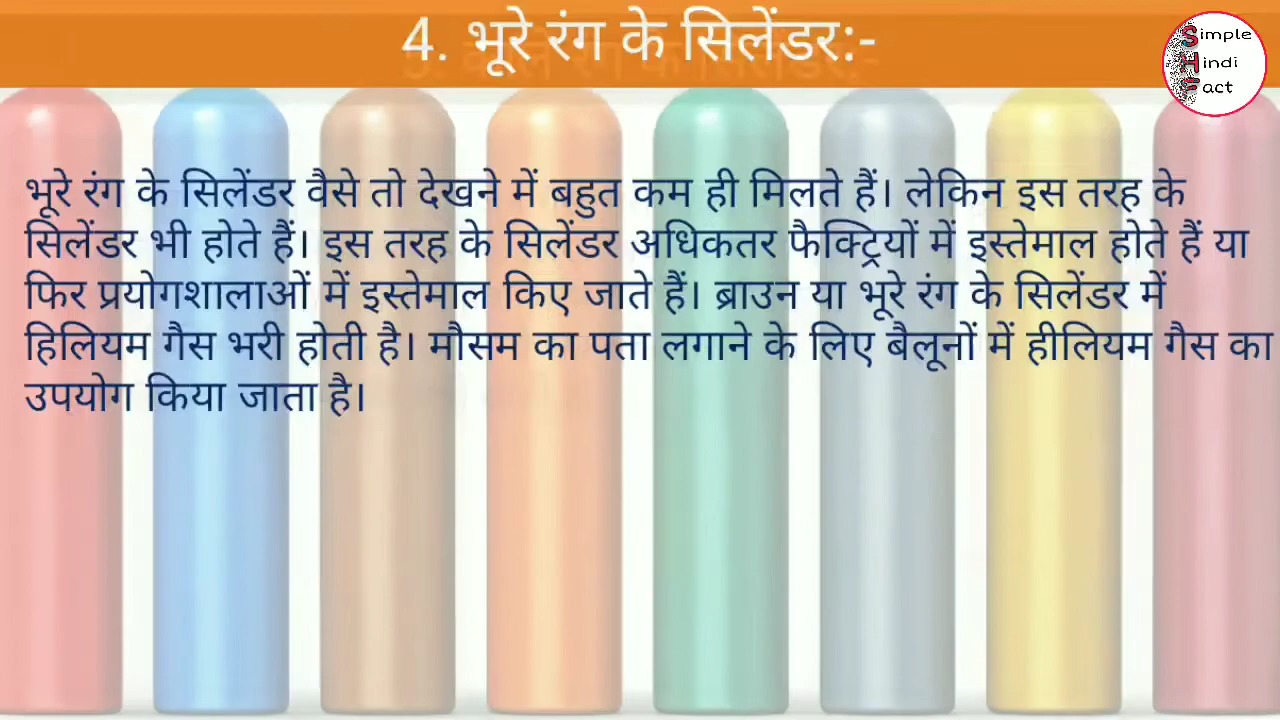 4. भूरे रंग के सिलेंडर:-
Simple
Hindi
Fact
भूरे रंग के सिलेंडर वैसे तो देखने में बहुत कम ही मिलते हैं। लेकिन इस तरह के
सिलेंडर भी होते हैं। इस तरह के सिलेंडर अधिकतर फैक्ट्रियों में इस्तेमाल होते हैं या
फिर प्रयोगशालाओं में इस्तेमाल किए जाते हैं। ब्राउन या भूरे रंग के सिलेंडर में
हिलियम गैस भरी होती है। मौसम का पता लगाने के लिए बैलूनों में हीलियम गैस का
उपयोग किया जाता है।